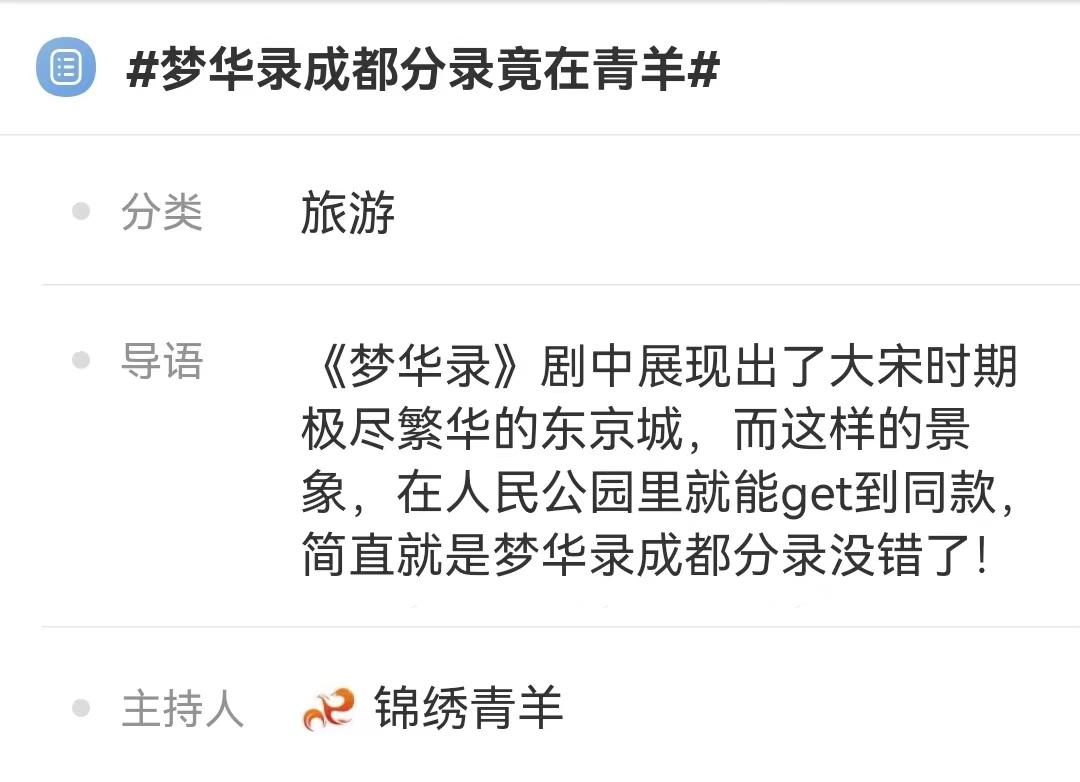 #梦华录成都分录竟在青羊#
分类 旅游
导语 《梦华录》剧中展现出了大宋时期
极尽繁华的东京城，而这样的景
象，在人民公园里就能get到同款，
简直就是梦华录成都分录没错了！
主持人 锦绣青羊